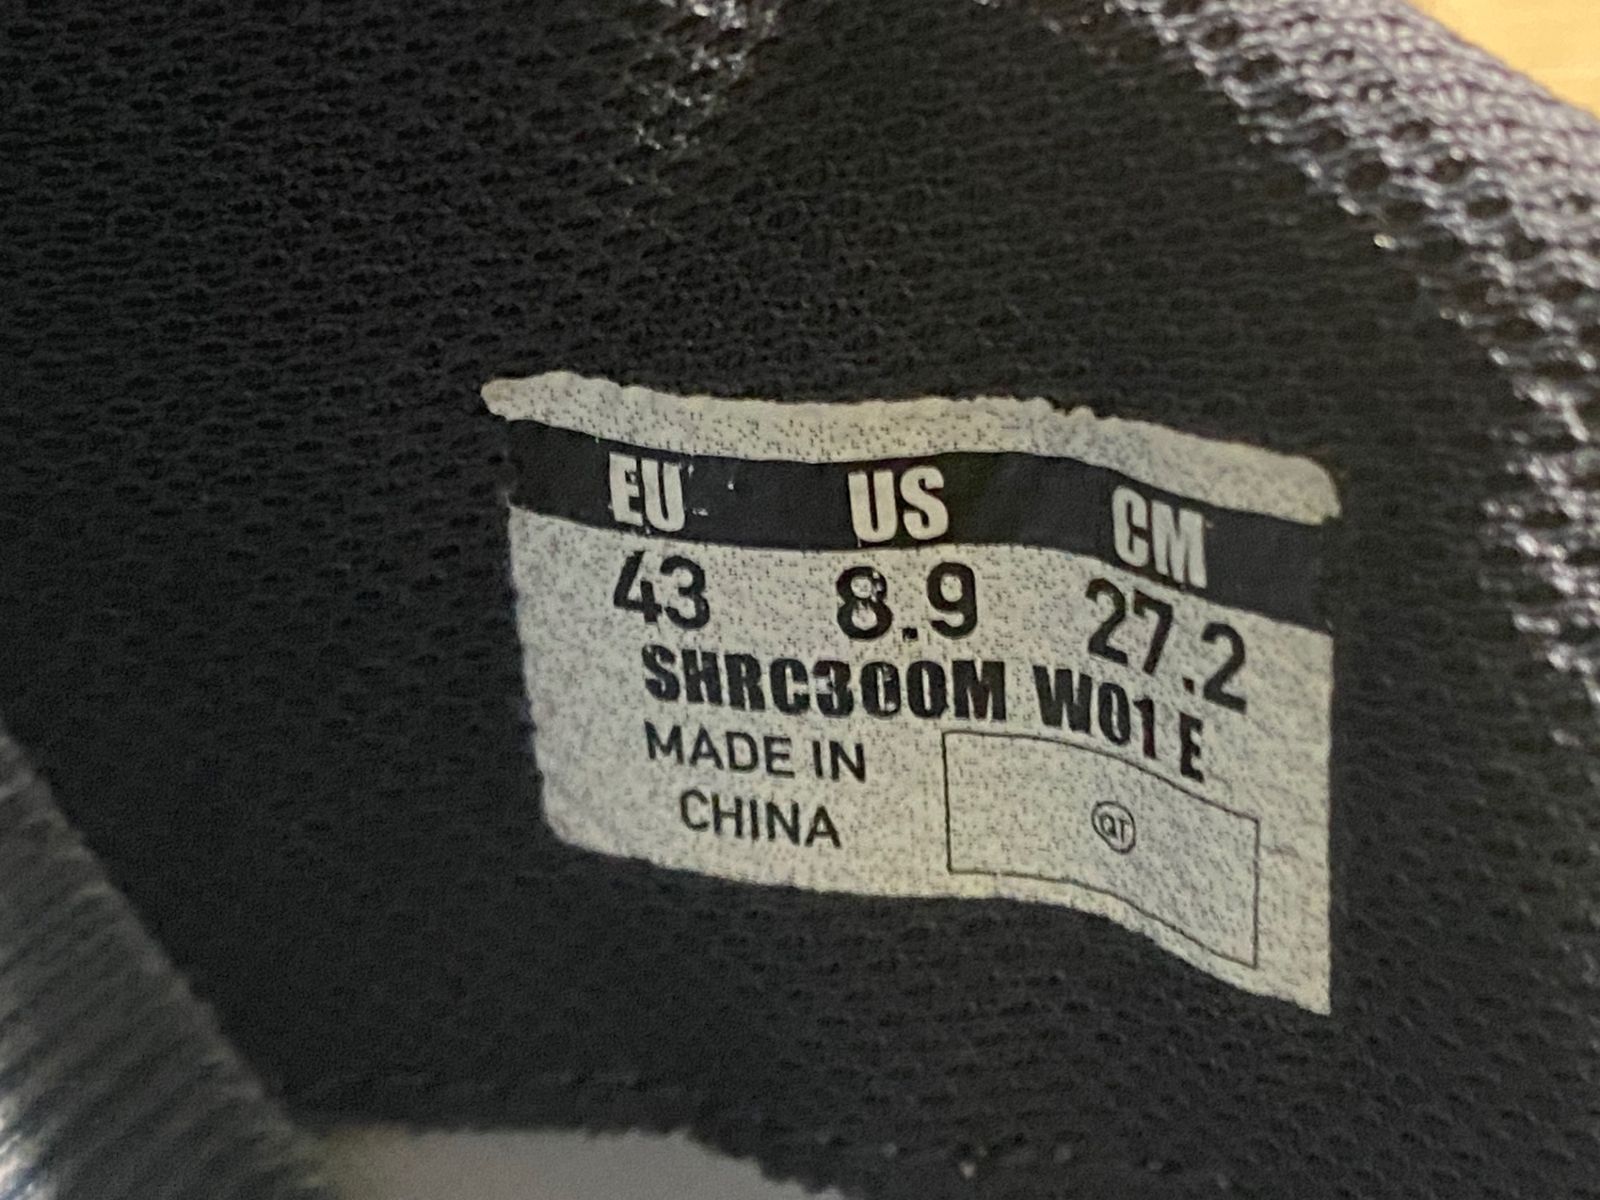 EU US CM
43 8.9 27.2
SHRC300M W01 E
MADE IN
CHINA
QT